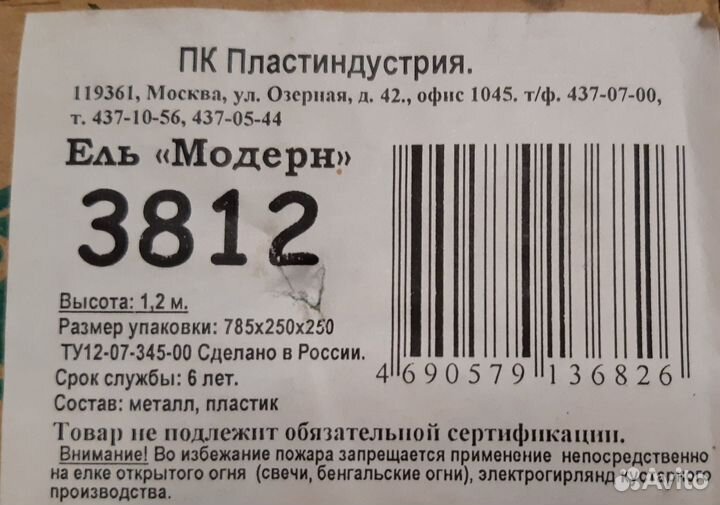 ПК Пластиндустрия.
119361, Москва, ул. Озерная, д. 42., офис 1045. т/ф. 437-07-00,
т. 437-10-56, 437-05-44
Ель «Модерн»
3812
Высота: 1,2 м.
Размер упаковки: 785х250х250
ТУ12-07-345-00 Сделано в России.
Срок службы: 6 лет.
Состав: металл, пластик
4 690579 136826
Товар не подлежит обязательной сертификации.
Внимание! Во избежание пожара запрещается применение непосредственно
на елке открытого огня (свечи, бенгальские огни), электрогирлянд кустарного
производства.
Avito